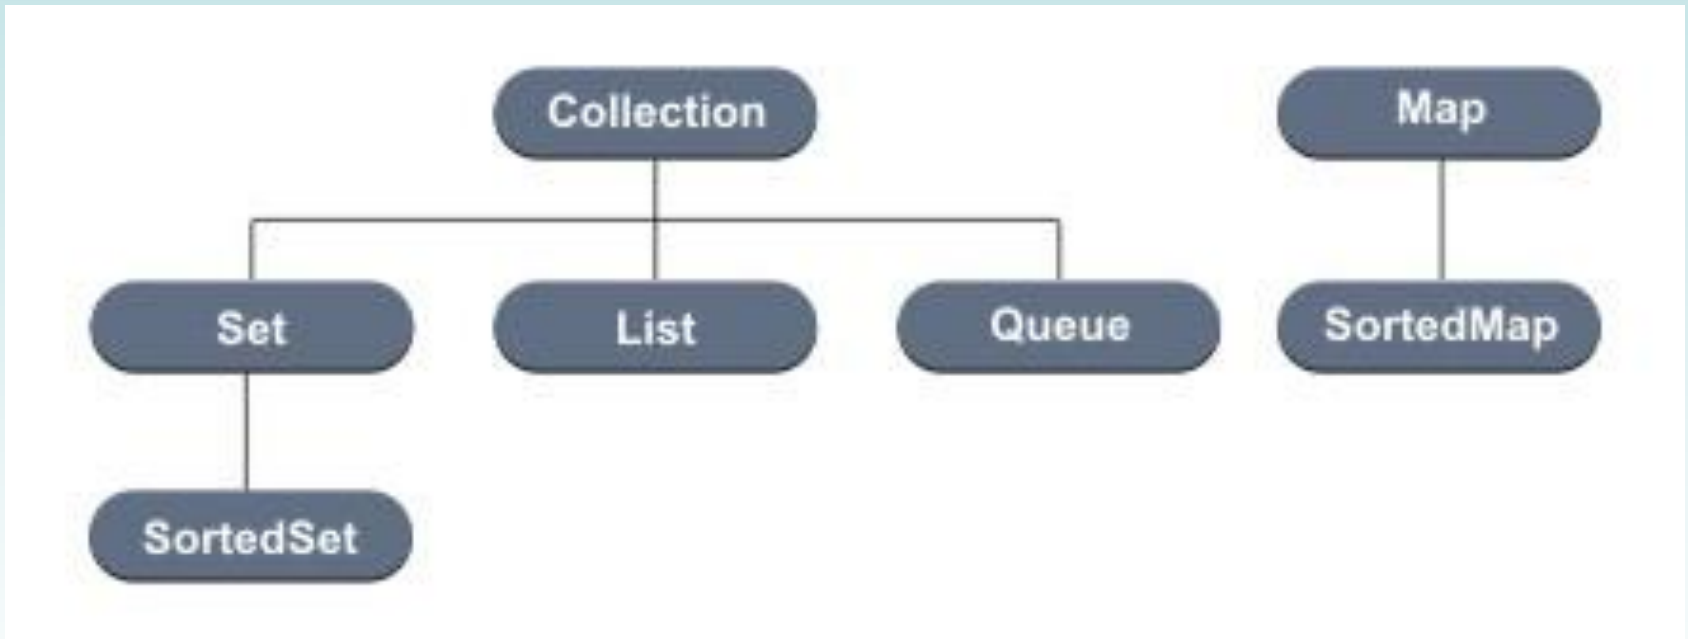 Collection
Map
Set
List
Queue
SortedMap
SortedSet